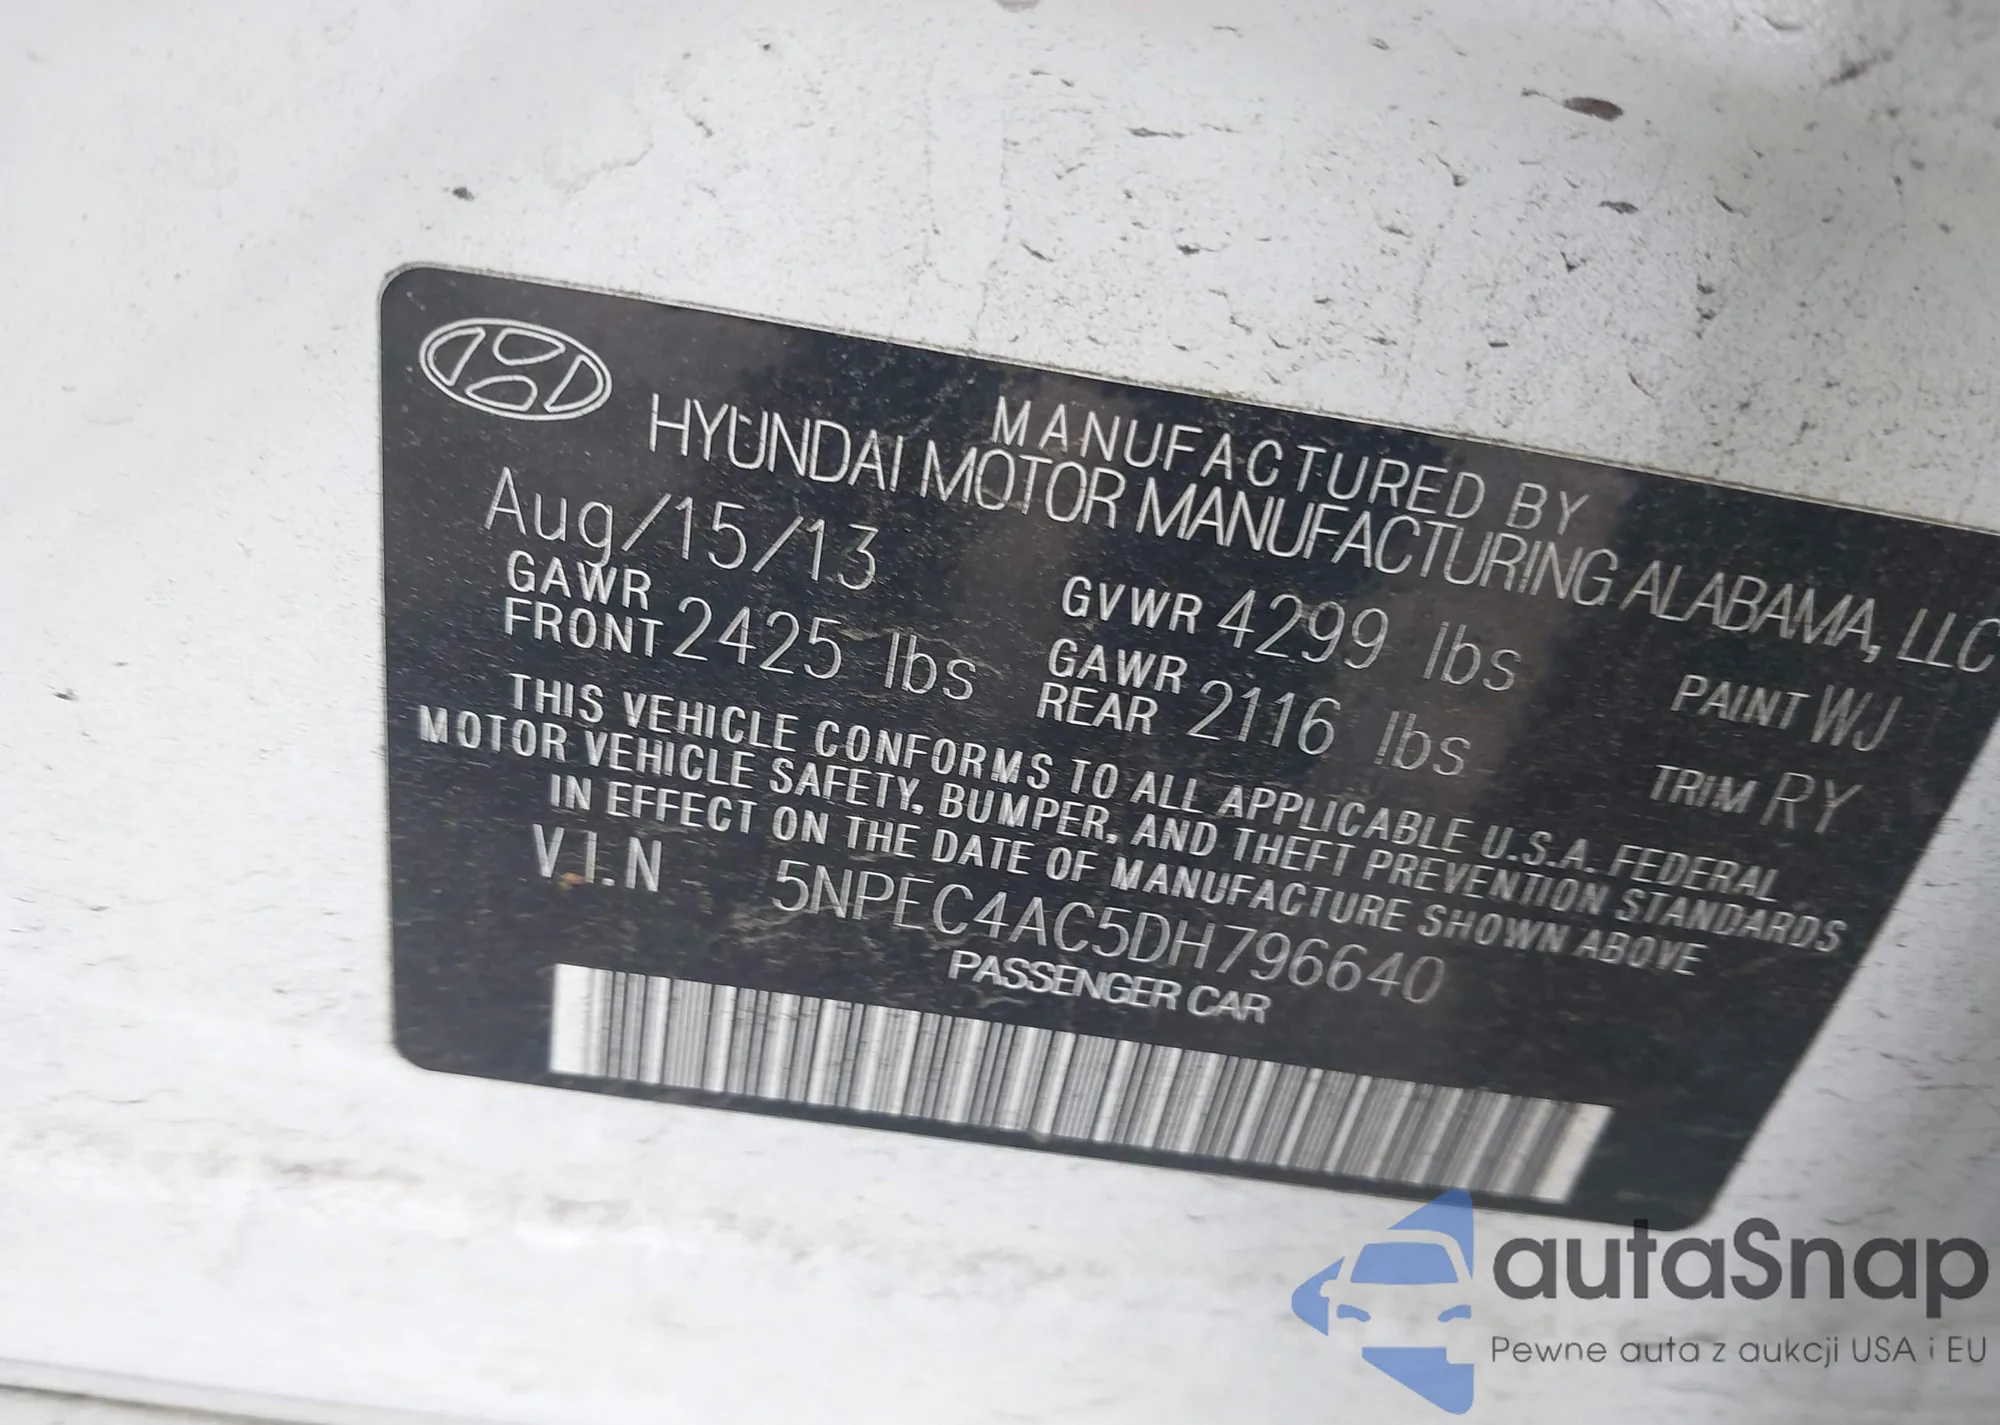 MANUFACTURED BY
HYUNDAI MOTOR MANUFACTURING ALABAMA, LLC
Aug/15/13
GVWR 4299 lbs
GAWR FRONT 2425 lbs
GAWR REAR 2116 lbs
PAINT WJ
TRIM RY
THIS VEHICLE CONFORMS TO ALL APPLICABLE U.S.A. FEDERAL
MOTOR VEHICLE SAFETY, BUMPER, AND THEFT PREVENTION STANDARDS
IN EFFECT ON THE DATE OF MANUFACTURE SHOWN ABOVE
V.I.N 5NPEC4AC5DH796640
PASSENGER CAR
autaSnap
Pewne auta z aukcji USA i EU